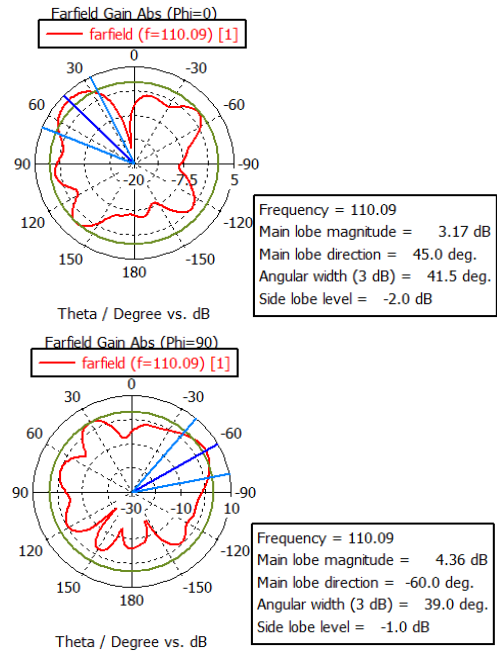 Farfield Gain Abs (Phi=0)
farfield (f=110.09) [1]
0
30 -30
60 -60
90 -20 -7.5 5 -90
120 -120
150 -150
180
Frequency = 110.09
Main lobe magnitude = 3.17 dB
Main lobe direction = 45.0 deg.
Angular width (3 dB) = 41.5 deg.
Side lobe level = -2.0 dB
Theta / Degree vs. dB
Farfield Gain Abs (Phi=90)
farfield (f=110.09) [1]
0
30 -30
60 -60
90 -30 -10 10 -90
120 -120
150 -150
180
Frequency = 110.09
Main lobe magnitude = 4.36 dB
Main lobe direction = -60.0 deg.
Angular width (3 dB) = 39.0 deg.
Side lobe level = -1.0 dB
Theta / Degree vs. dB